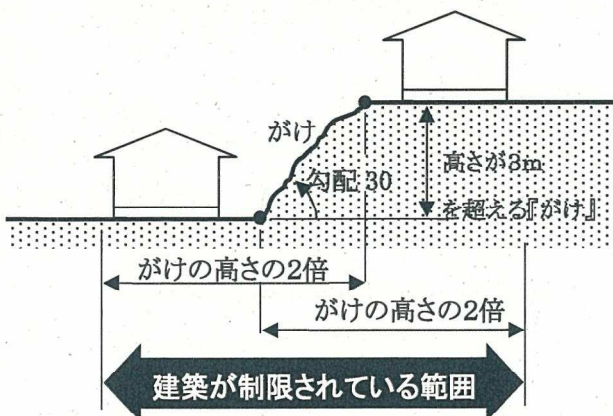 がけ
勾配 30
高さが3m
を超える『がけ』
がけの高さの2倍
がけの高さの2倍
建築が制限されている範囲